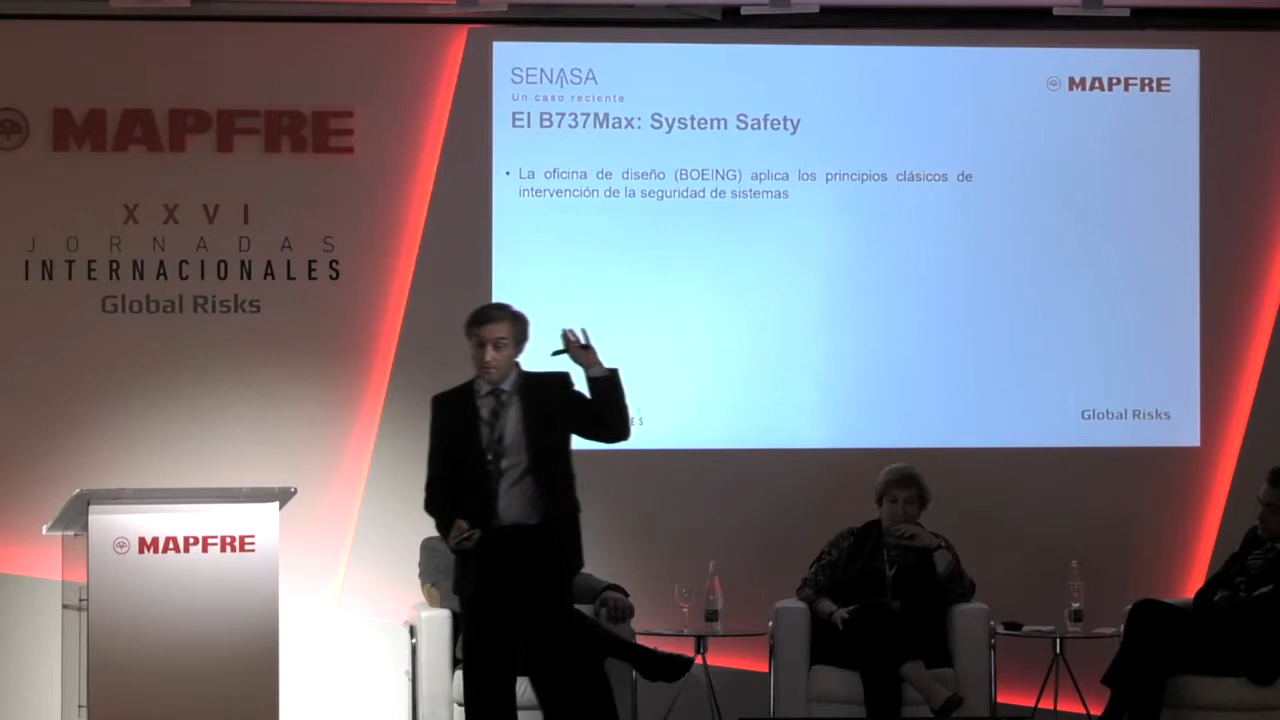 MAPFRE
XXVI
JORNADAS
INTERNACIONALES
Global Risks
SENASA
Un caso reciente
MAPFRE
El B737Max: System Safety
• La oficina de diseño (BOEING) aplica los principios clásicos de
intervención de la seguridad de sistemas
Global Risks
MAPFRE